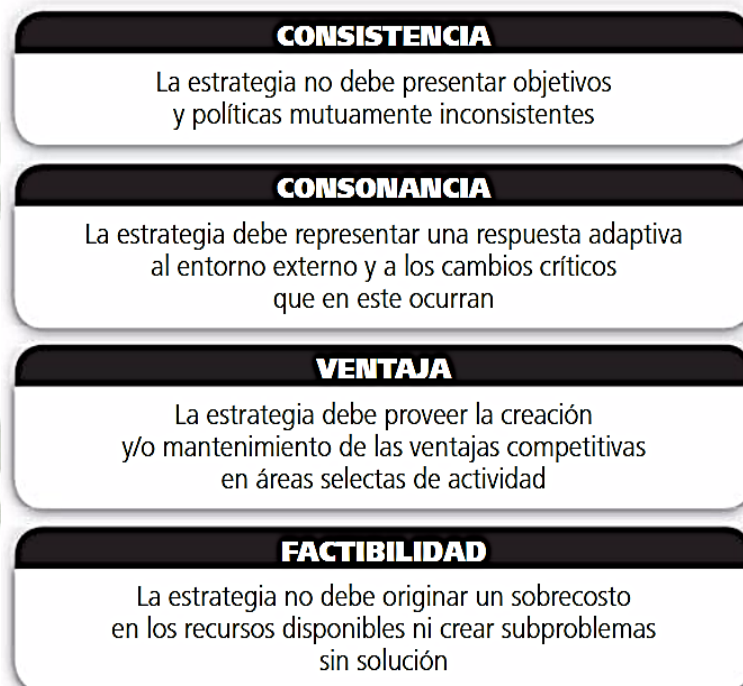 CONSISTENCIA
La estrategia no debe presentar objetivos
y políticas mutuamente inconsistentes
CONSONANCIA
La estrategia debe representar una respuesta adaptiva
al entorno externo y a los cambios críticos
que en este ocurran
VENTAJA
La estrategia debe proveer la creación
y/o mantenimiento de las ventajas competitivas
en áreas selectas de actividad
FACTIBILIDAD
La estrategia no debe originar un sobrecosto
en los recursos disponibles ni crear subproblemas
sin solución